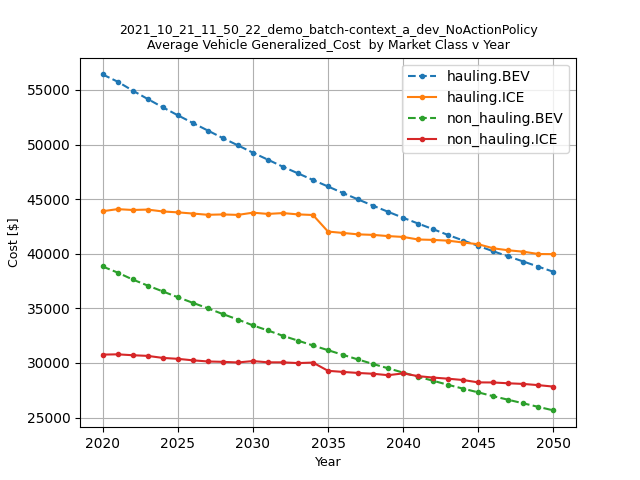 2021_10_21_11_50_22_demo_batch-context_a_dev_NoActionPolicy
Average Vehicle Generalized_Cost  by Market Class v Year
hauling.BEV
hauling.ICE
non_hauling.BEV
non_hauling.ICE
Cost [$]
55000
50000
45000
40000
35000
30000
25000
2020 2025 2030 2035 2040 2045 2050
Year